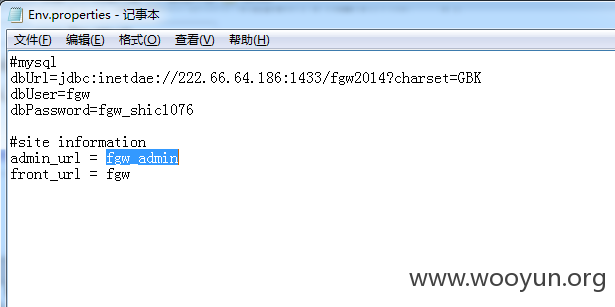 Env.properties - 记事本
文件(F) 编辑(E) 格式(O) 查看(V) 帮助(H)
#mysql
dbUrl=jdbc:inetdae://222.66.64.186:1433/fgw2014?charset=GBK
dbUser=fgw
dbPassword=fgw_shic1076
#site information
admin_url = fgw_admin
front_url = fgw
www.wooyun.org